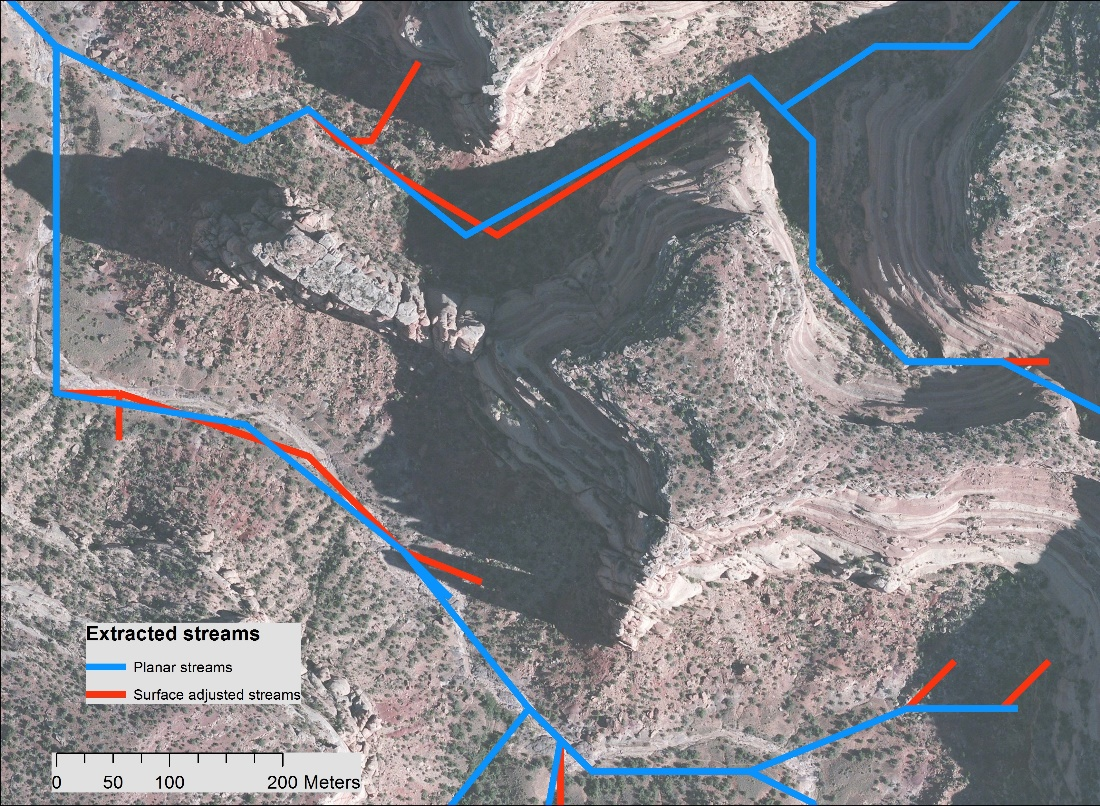 Extracted streams
Planar streams
Surface adjusted streams
0 50 100 200 Meters